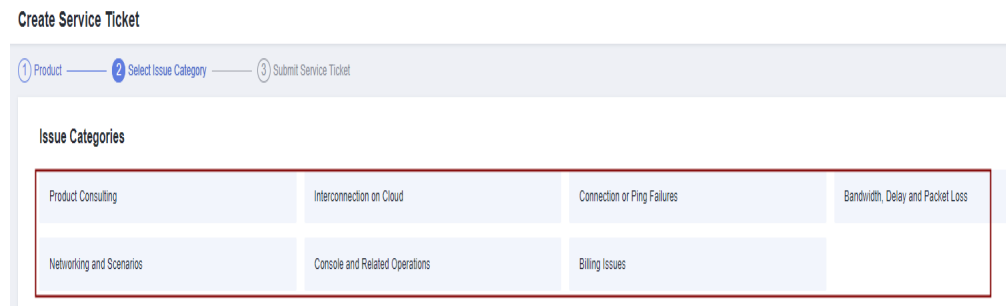 Create Service Ticket
1 Product 2 Select Issue Category 3 Submit Service Ticket
Issue Categories
Product Consulting Interconnection on Cloud Connection or Ping Failures Bandwidth, Delay and Packet Loss
Networking and Scenarios Console and Related Operations Billing Issues